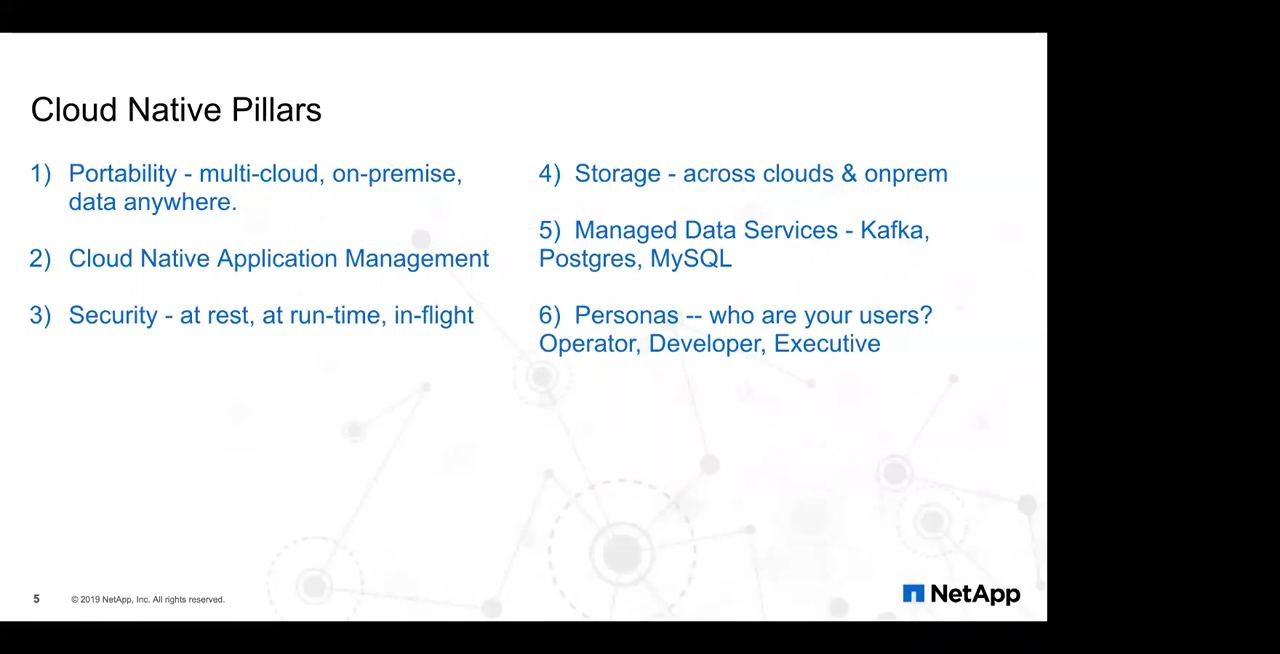 Cloud Native Pillars
1) Portability - multi-cloud, on-premise,
data anywhere.
2) Cloud Native Application Management
3) Security - at rest, at run-time, in-flight
4) Storage - across clouds & onprem
5) Managed Data Services - Kafka,
Postgres, MySQL
6) Personas -- who are your users?
Operator, Developer, Executive
5 © 2019 NetApp, Inc. All rights reserved.
NetApp